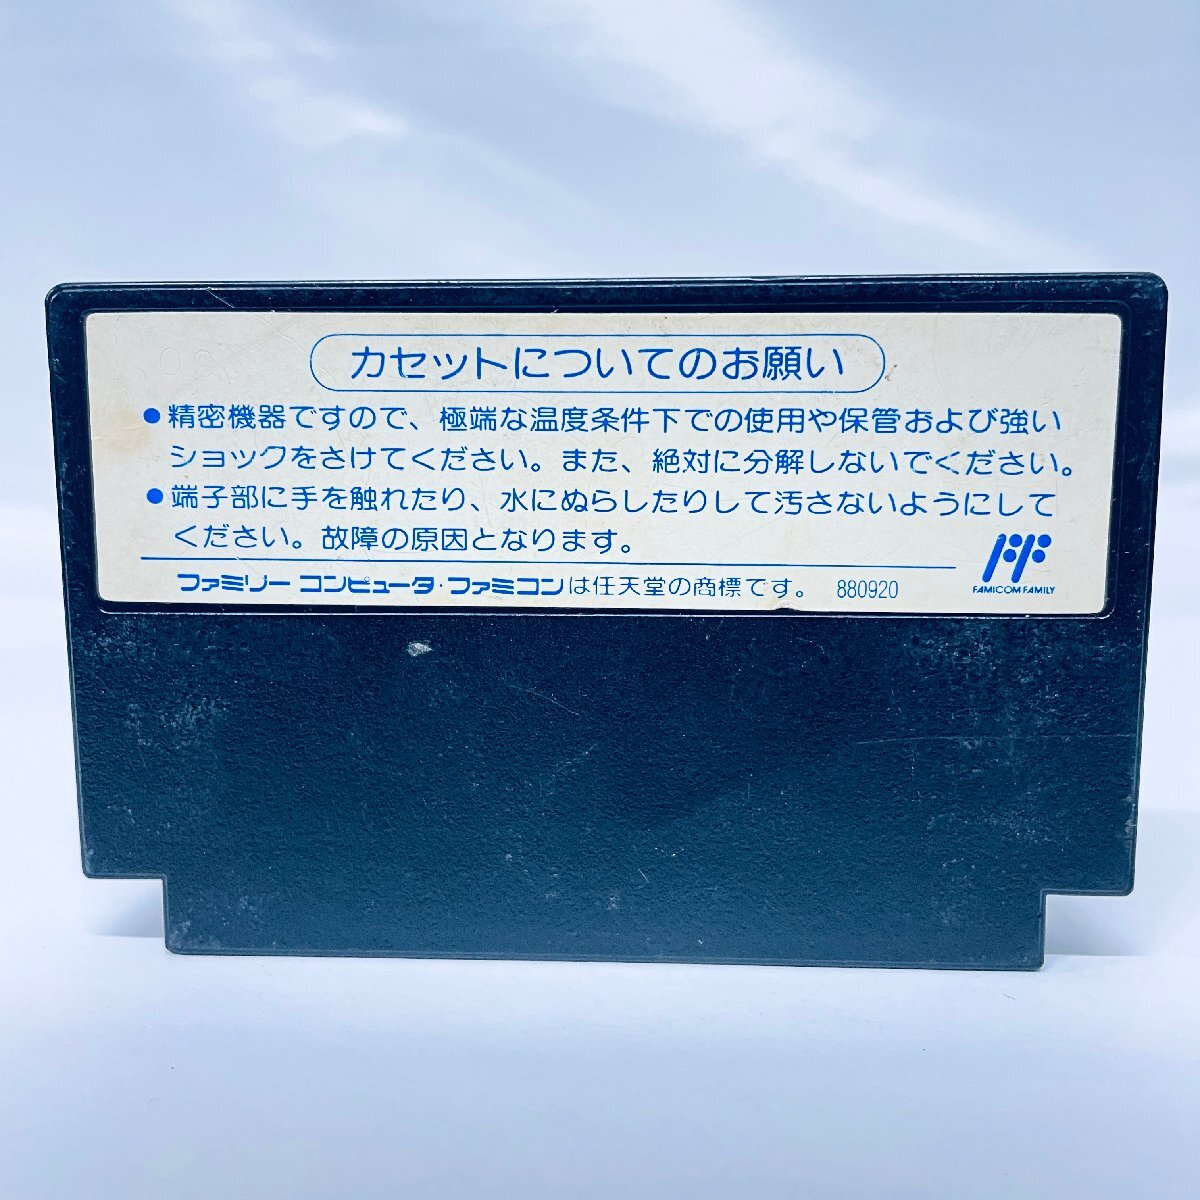 カセットについてのお願い
●精密機器ですので、極端な温度条件下での使用や保管および強い
ショックをさけてください。また、絶対に分解しないでください。
●端子部に手を触れたり、水にぬらしたりして汚さないようにして
ください。故障の原因となります。
ファミリー コンピュータ・ファミコンは任天堂の商標です。 880920
FAMICOM FAMILY